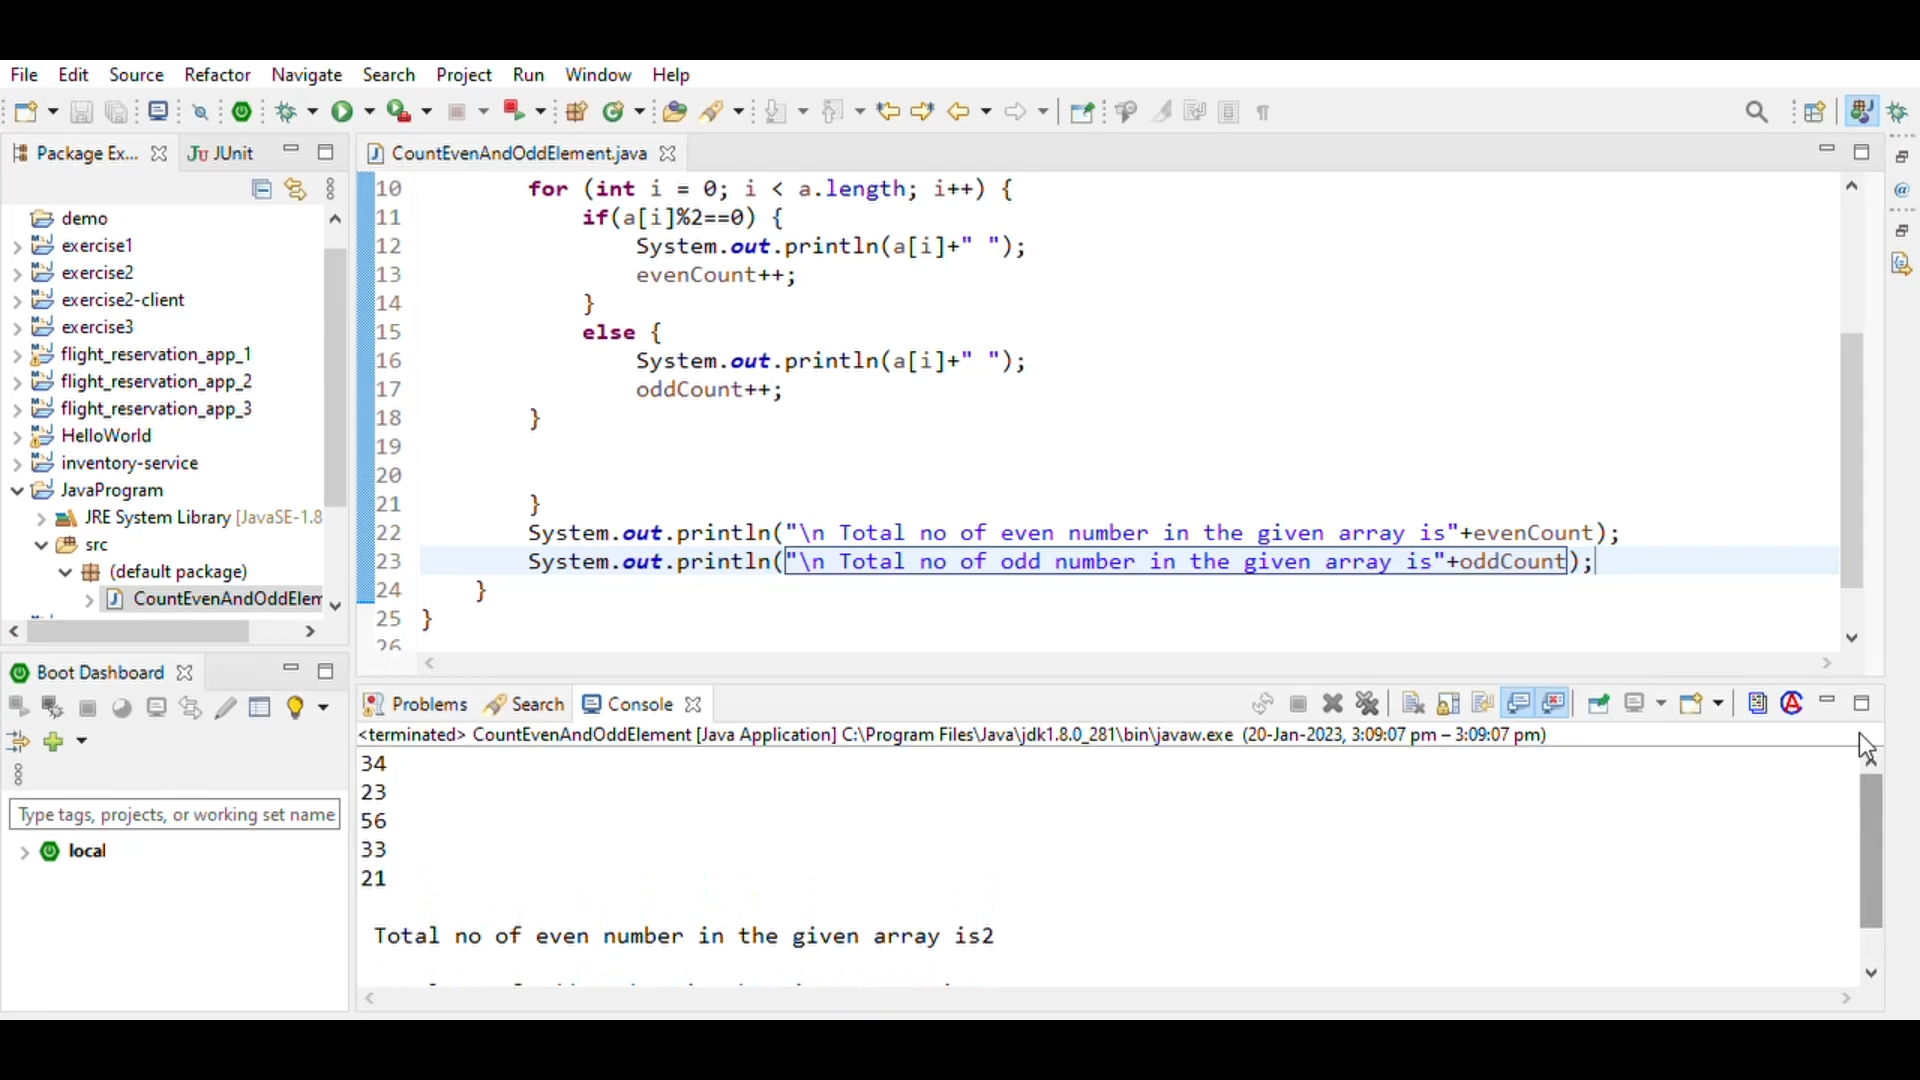 File Edit Source Refactor Navigate Search Project Run Window Help
Package Ex...
JUnit
CountEvenAndOddElement.java
demo
exercise1
exercise2
exercise2-client
exercise3
flight_reservation_app_1
flight_reservation_app_2
flight_reservation_app_3
HelloWorld
inventory-service
JavaProgram
JRE System Library [JavaSE-1.8
src
(default package)
CountEvenAndOddElem
10 for (int i = 0; i < a.length; i++) {
11 if(a[i]%2==0) {
12 System.out.println(a[i]+" ");
13 evenCount++;
14 }
15 else {
16 System.out.println(a[i]+" ");
17 oddCount++;
18 }
19
20
21 }
22 System.out.println("\n Total no of even number in the given array is"+evenCount);
23 System.out.println("\n Total no of odd number in the given array is"+oddCount);
24 }
25 }
26
Boot Dashboard
Type tags, projects, or working set name
local
Problems Search Console
<terminated> CountEvenAndOddElement [Java Application] C:\Program Files\Java\jdk1.8.0_281\bin\javaw.exe (20-Jan-2023, 3:09:07 pm – 3:09:07 pm)
34
23
56
33
21
Total no of even number in the given array is2